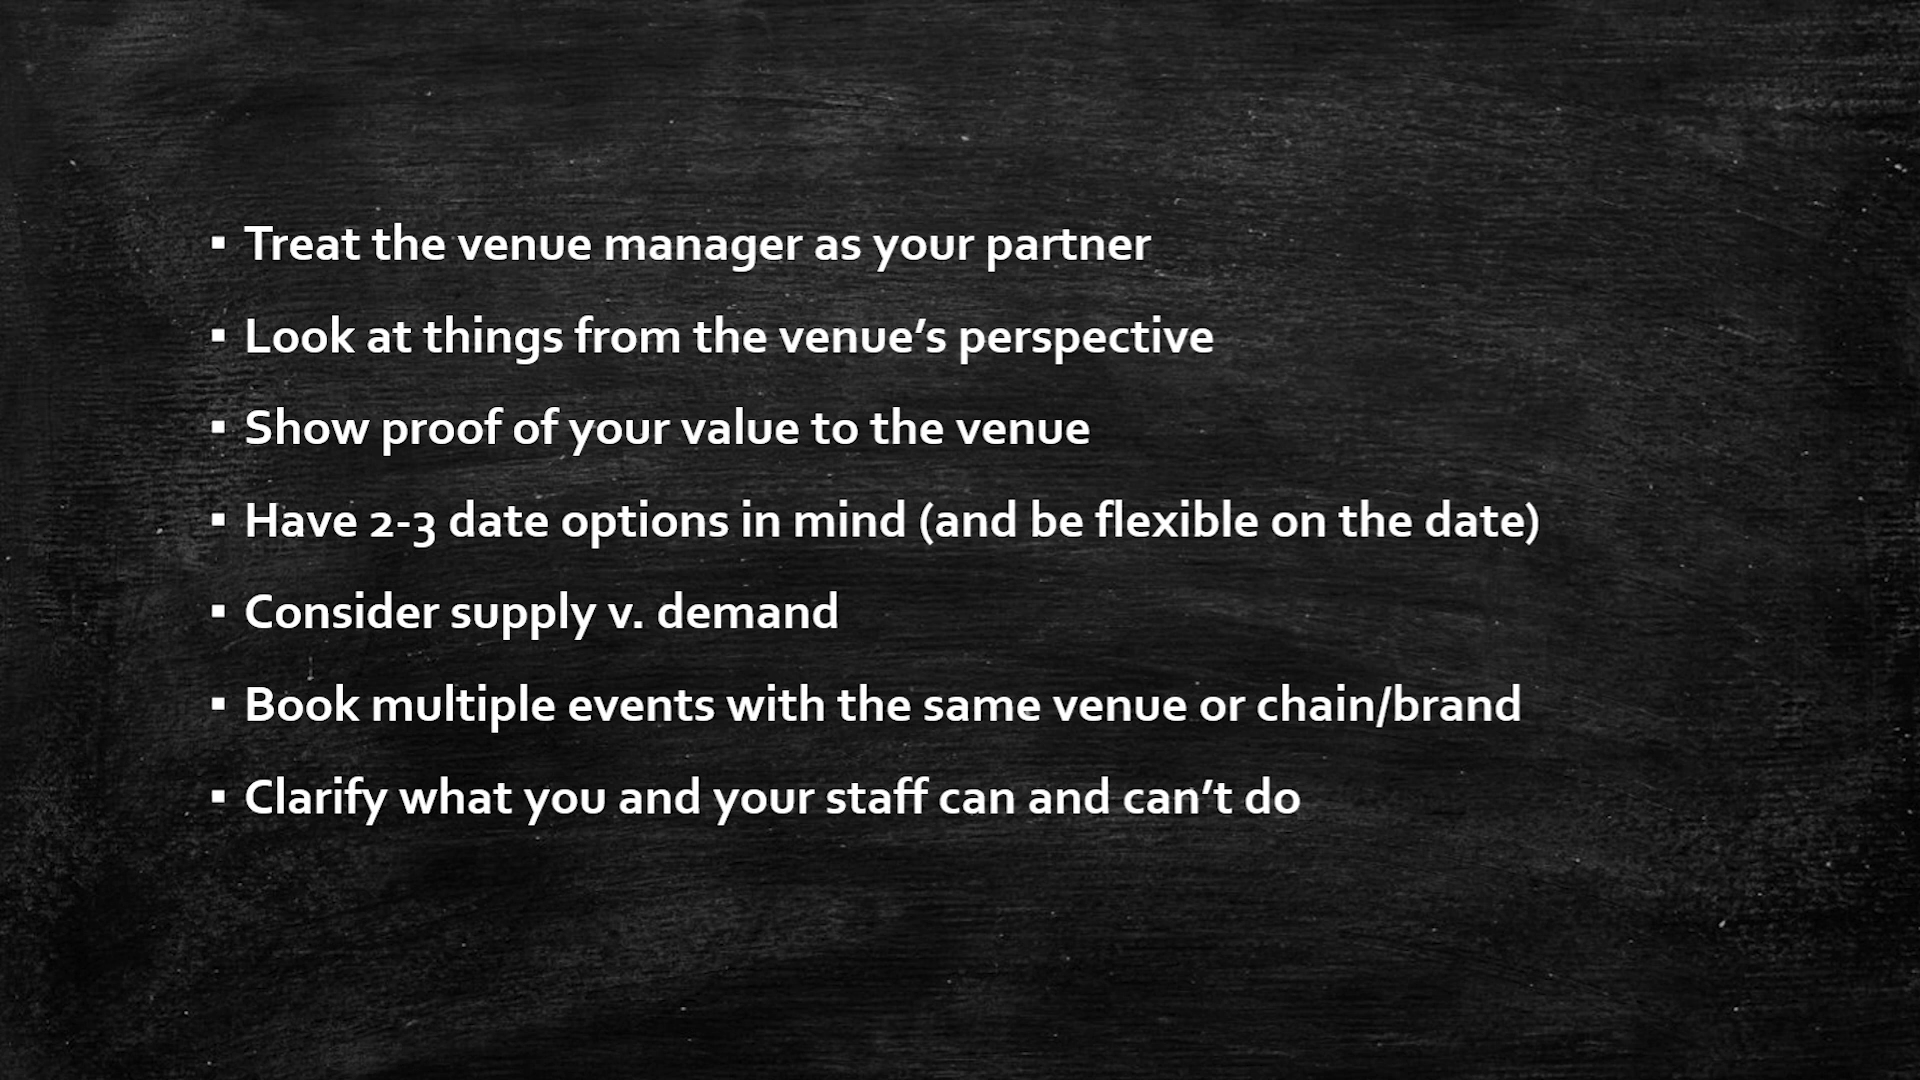 ▪ Treat the venue manager as your partner
▪ Look at things from the venue’s perspective
▪ Show proof of your value to the venue
▪ Have 2-3 date options in mind (and be flexible on the date)
▪ Consider supply v. demand
▪ Book multiple events with the same venue or chain/brand
▪ Clarify what you and your staff can and can’t do